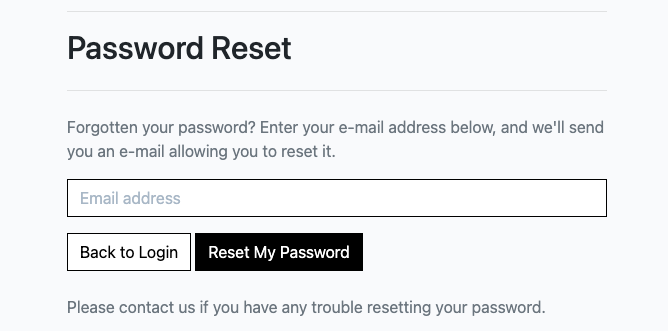 Password Reset
Forgotten your password? Enter your e-mail address below, and we'll send
you an e-mail allowing you to reset it.
Email address
Back to Login Reset My Password
Please contact us if you have any trouble resetting your password.